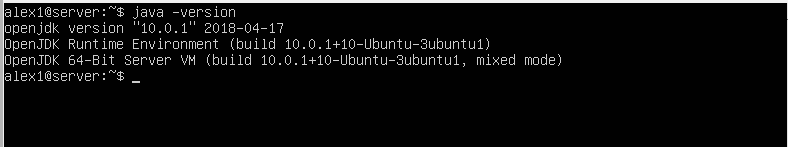 alex1@server:~$ java -version
openjdk version "10.0.1" 2018-04-17
OpenJDK Runtime Environment (build 10.0.1+10-Ubuntu-3ubuntu1)
OpenJDK 64-Bit Server VM (build 10.0.1+10-Ubuntu-3ubuntu1, mixed mode)
alex1@server:~$ _